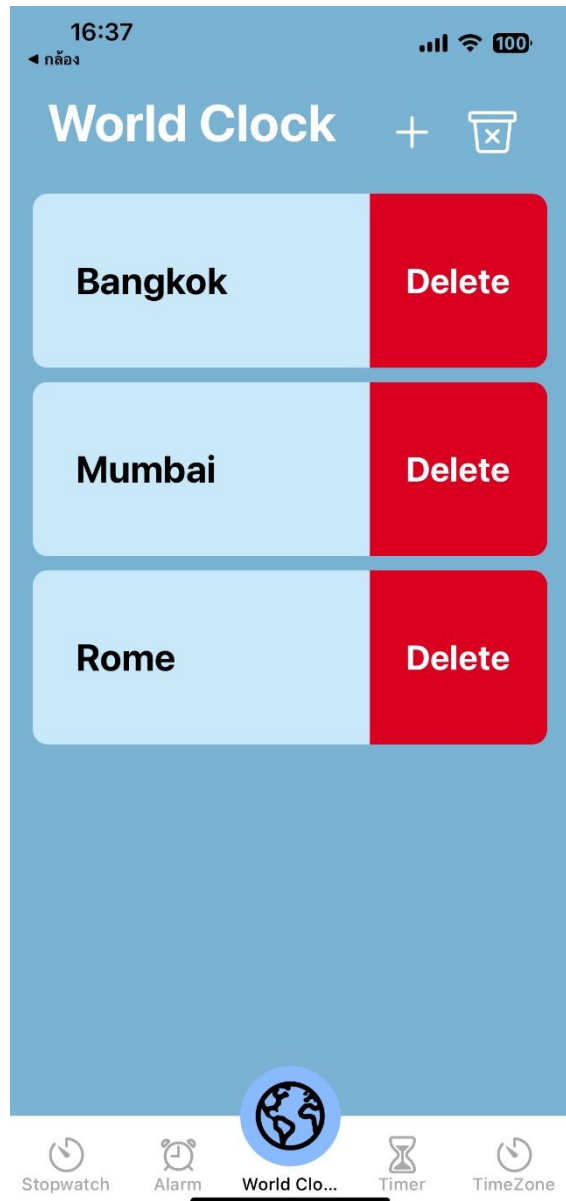 16:37
100
◀ กล้อง
World Clock
Bangkok
Delete
Mumbai
Delete
Rome
Delete
Stopwatch
Alarm
World Clo...
Timer
TimeZone